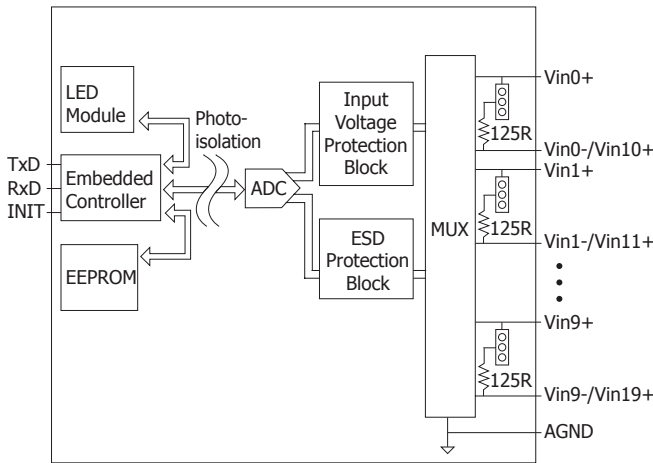 LED
Module
Photo-
isolation
TxD
RxD
INIT
Embedded
Controller
EEPROM
ADC
Input
Voltage
Protection
Block
ESD
Protection
Block
MUX
Vin0+
125R
Vin0-/Vin10+
Vin1+
125R
Vin1-/Vin11+
Vin9+
125R
Vin9-/Vin19+
AGND